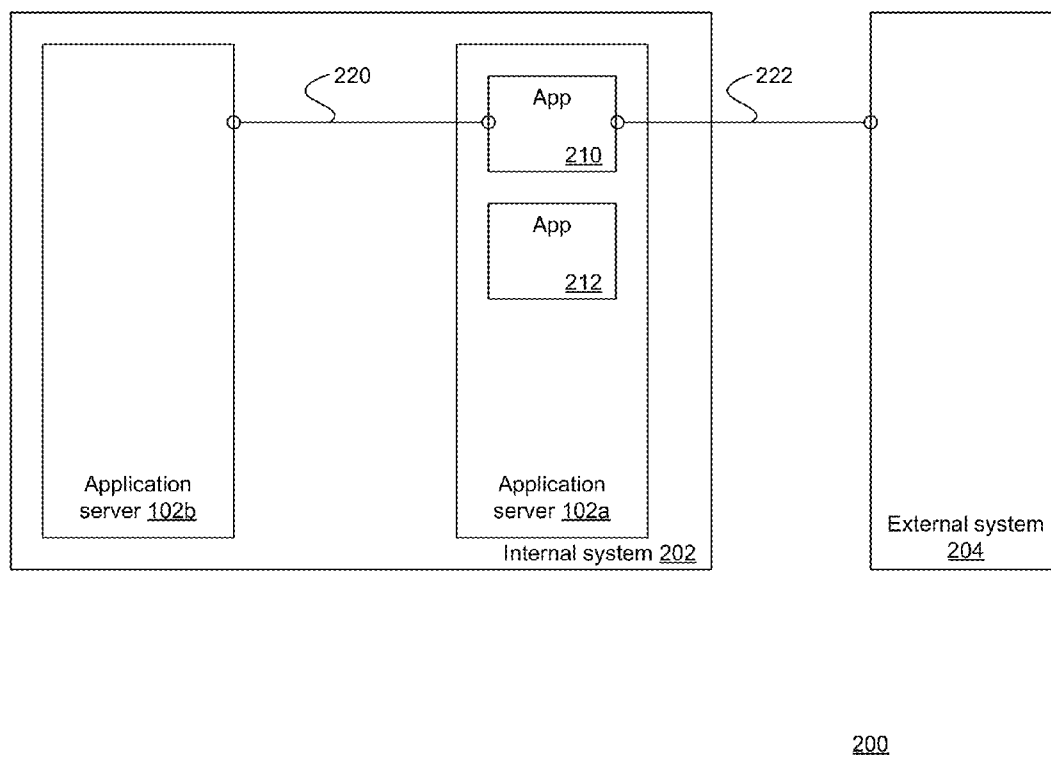 220
222
App
210
App
212
Application
server 102b
Application
server 102a
Internal system 202
External system
204
200